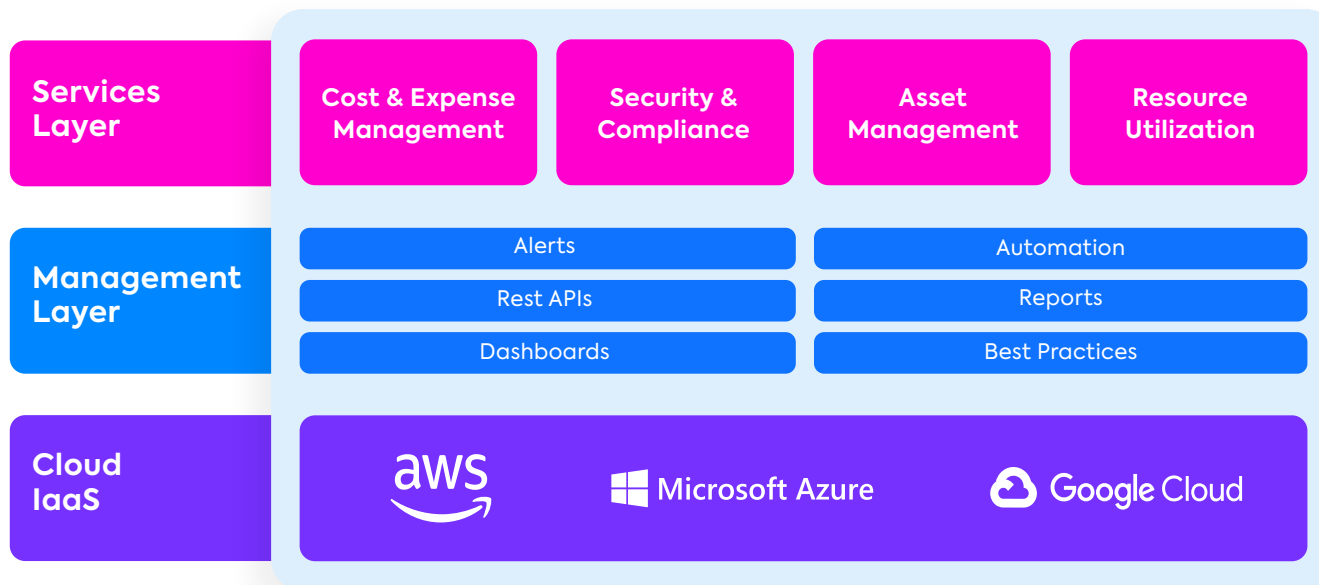 Services
Layer
Cost & Expense
Management
Security &
Compliance
Asset
Management
Resource
Utilization
Management
Layer
Alerts
Automation
Rest APIs
Reports
Dashboards
Best Practices
Cloud
IaaS
aws
Microsoft Azure
Google Cloud